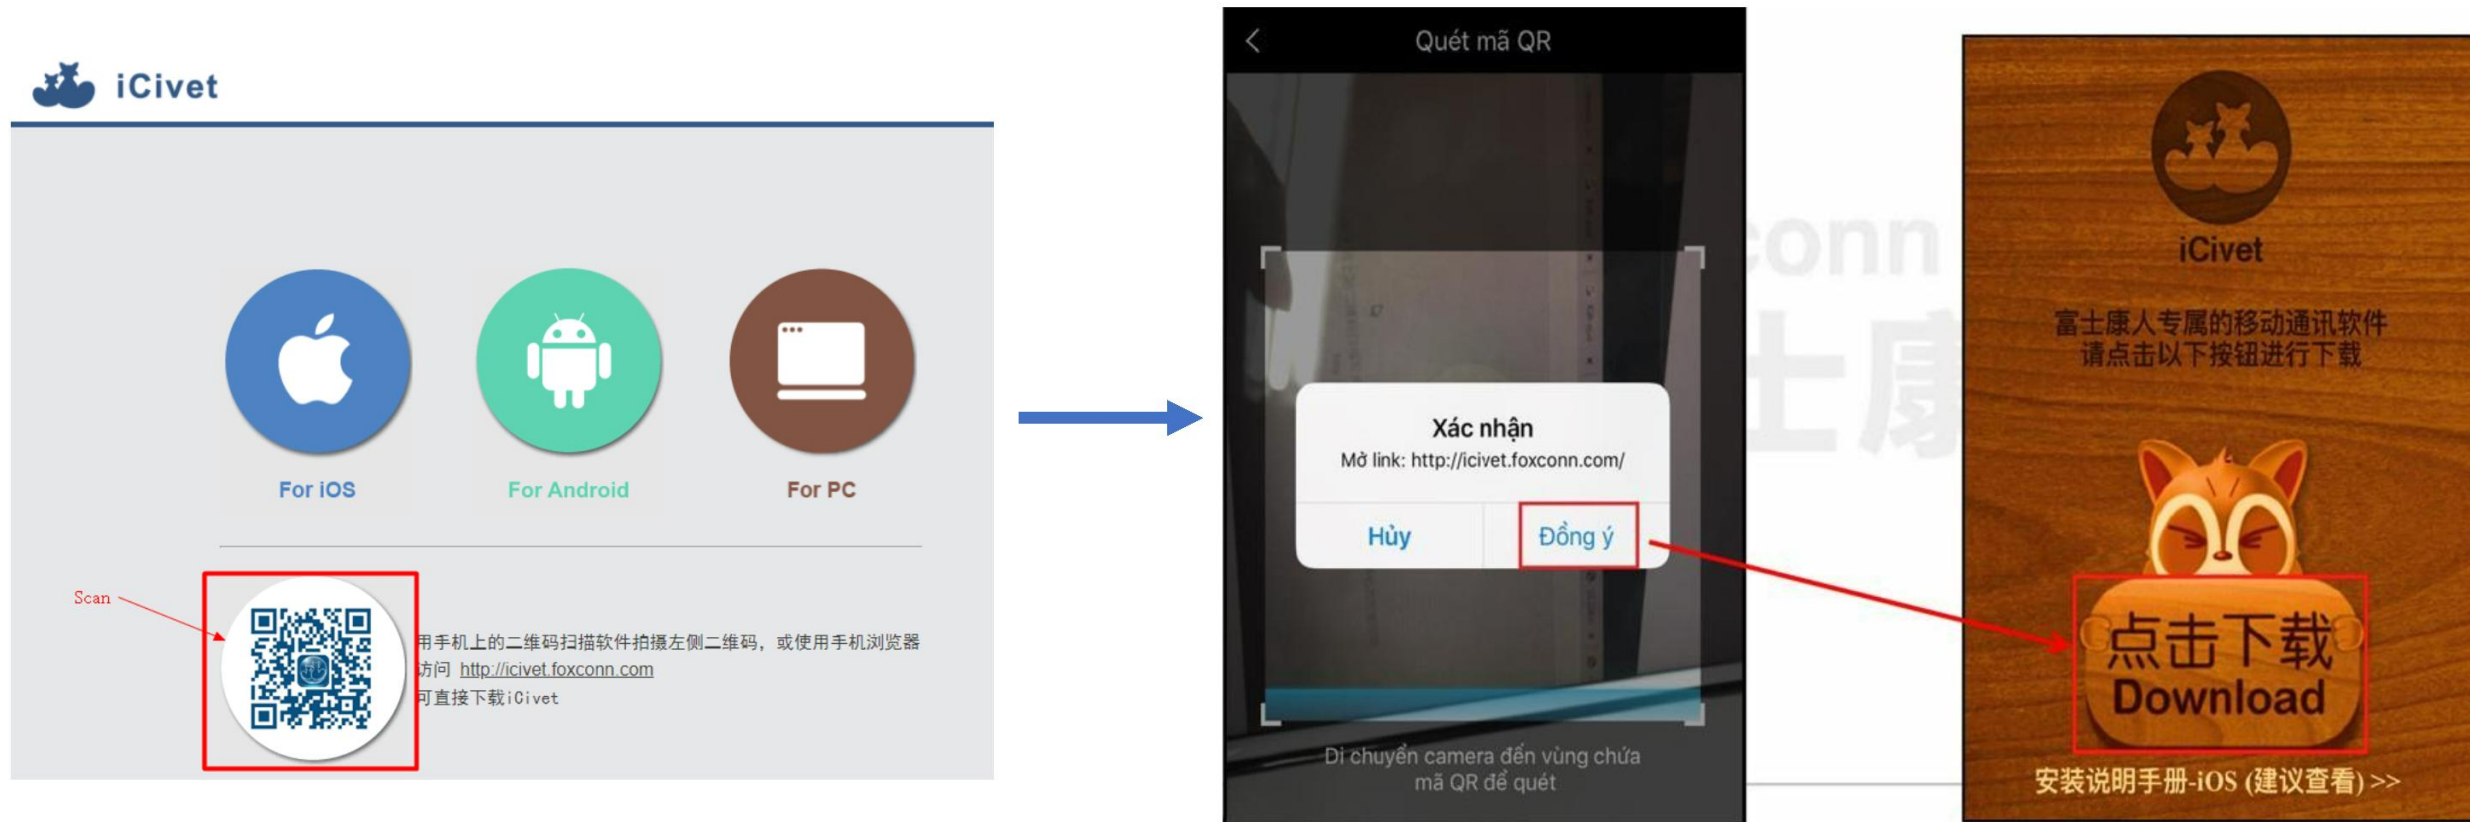 iCivet
For iOS
For Android
For PC
Scan
用手机上的二维码扫描软件拍摄左侧二维码，或使用手机浏览器
访问 http://icivet.foxconn.com
可直接下载iCivet
Quét mã QR
Xác nhận
Mở link: http://icivet.foxconn.com/
Hủy
Đồng ý
Di chuyển camera đến vùng chứa
mã QR để quét
conn
士康
iCivet
富士康人专属的移动通讯软件
请点击以下按钮进行下载
点击下载
Download
安装说明手册-iOS (建议查看) >>